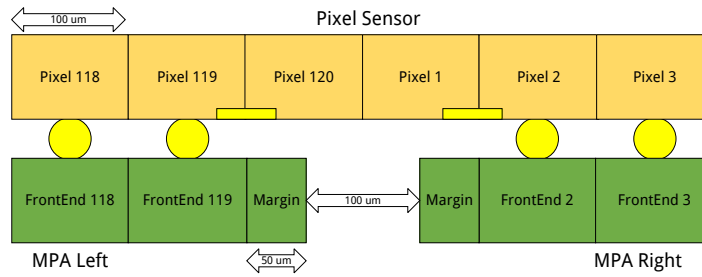 Pixel Sensor
100 um
Pixel 118 Pixel 119 Pixel 120 Pixel 1 Pixel 2 Pixel 3
FrontEnd 118 FrontEnd 119 Margin 100 um Margin FrontEnd 2 FrontEnd 3
MPA Left 50 um MPA Right